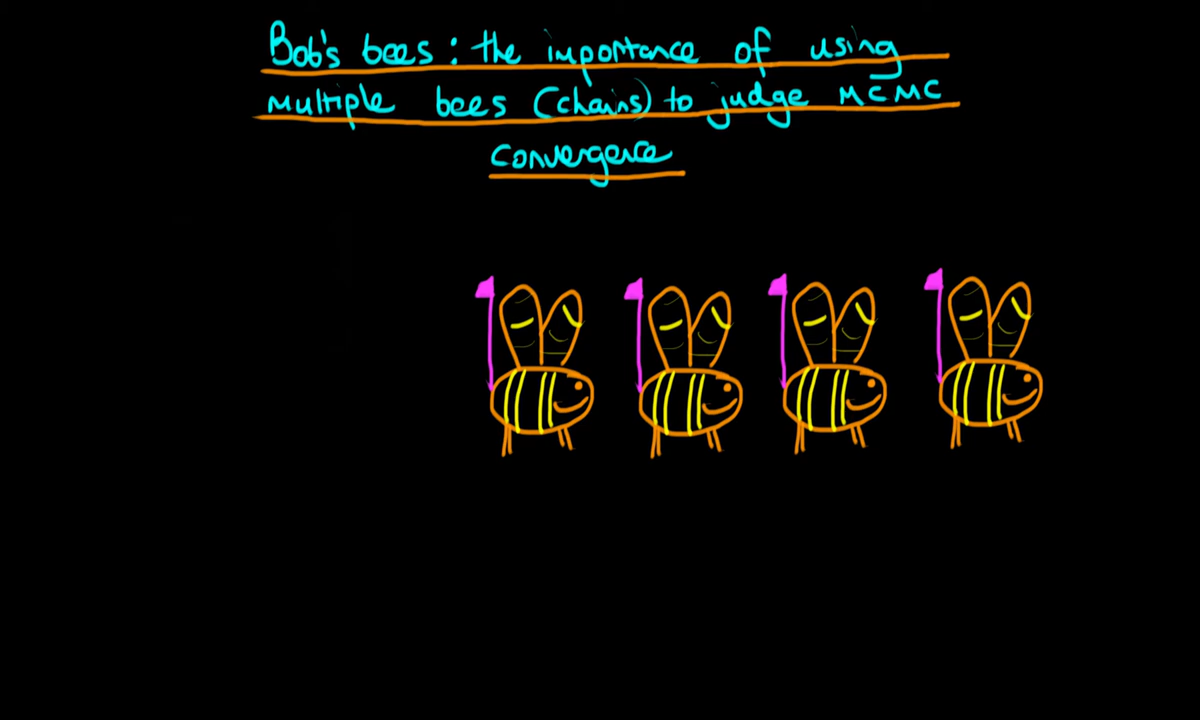 Bob's bees : the importance of using
multiple bees (chains) to judge MCMC
convergence